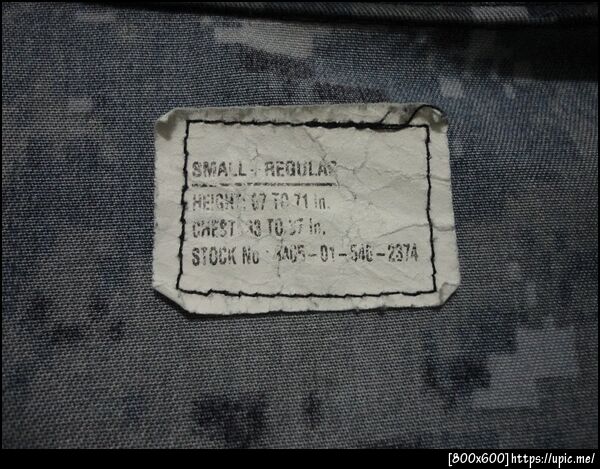 SMALL - REGULAR
HEIGHT: 67 TO 71 in.
CHEST: 33 TO 37 in.
STOCK No : 8405-01-546-2374
[800x600]https://upic.me/